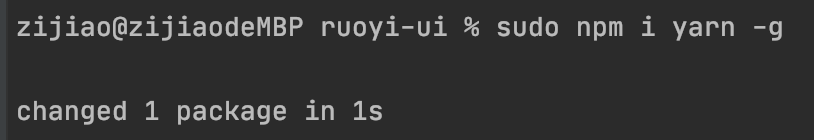 zijiao@zijiaodeMBP ruoyi-ui % sudo npm i yarn -g
changed 1 package in 1s